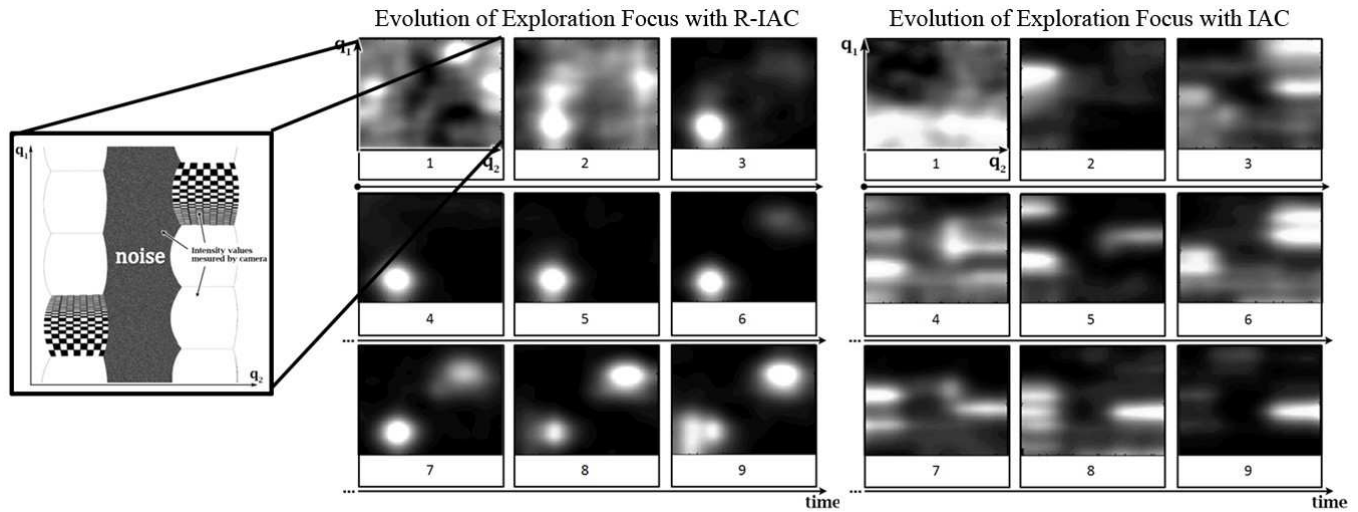 Evolution of Exploration Focus with R-IAC
Evolution of Exploration Focus with IAC
q1
noise
Intensity values
mesured by camera
q2
q1
1
q2
2
3
4
5
6
...
7
8
9
...
time
q1
1
q2
2
3
4
5
6
...
7
8
9
...
time